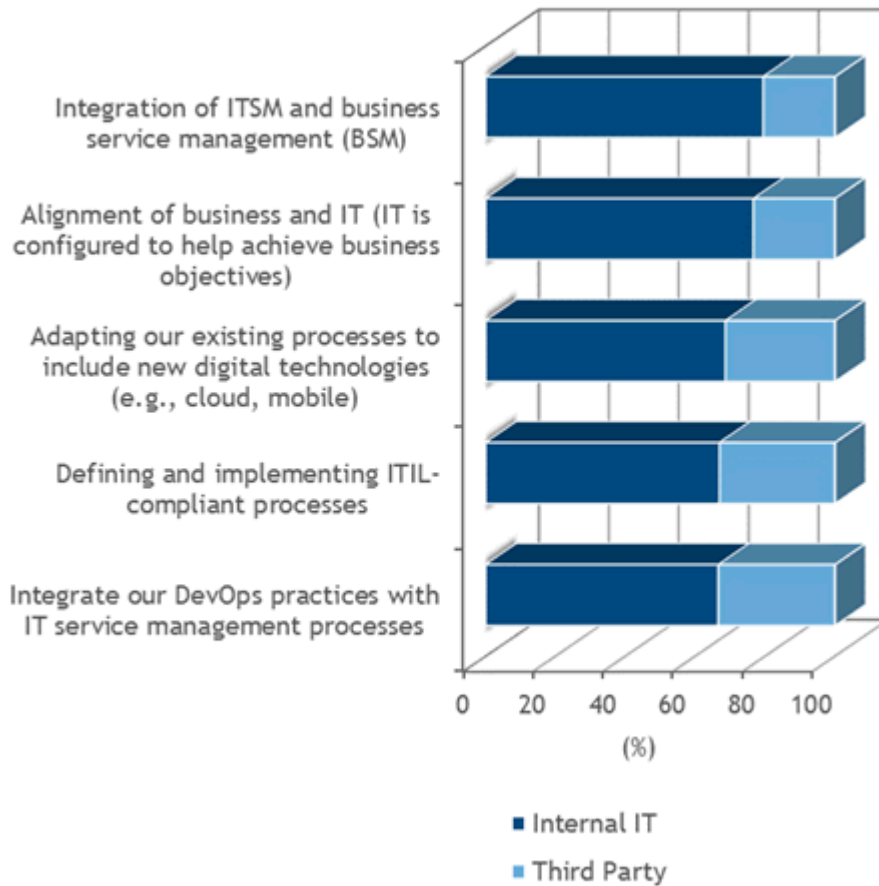 Integration of ITSM and business
service management (BSM)
Alignment of business and IT (IT is
configured to help achieve business
objectives)
Adapting our existing processes to
include new digital technologies
(e.g., cloud, mobile)
Defining and implementing ITIL-
compliant processes
Integrate our DevOps practices with
IT service management processes
0 20 40 60 80 100
(%)
Internal IT
Third Party